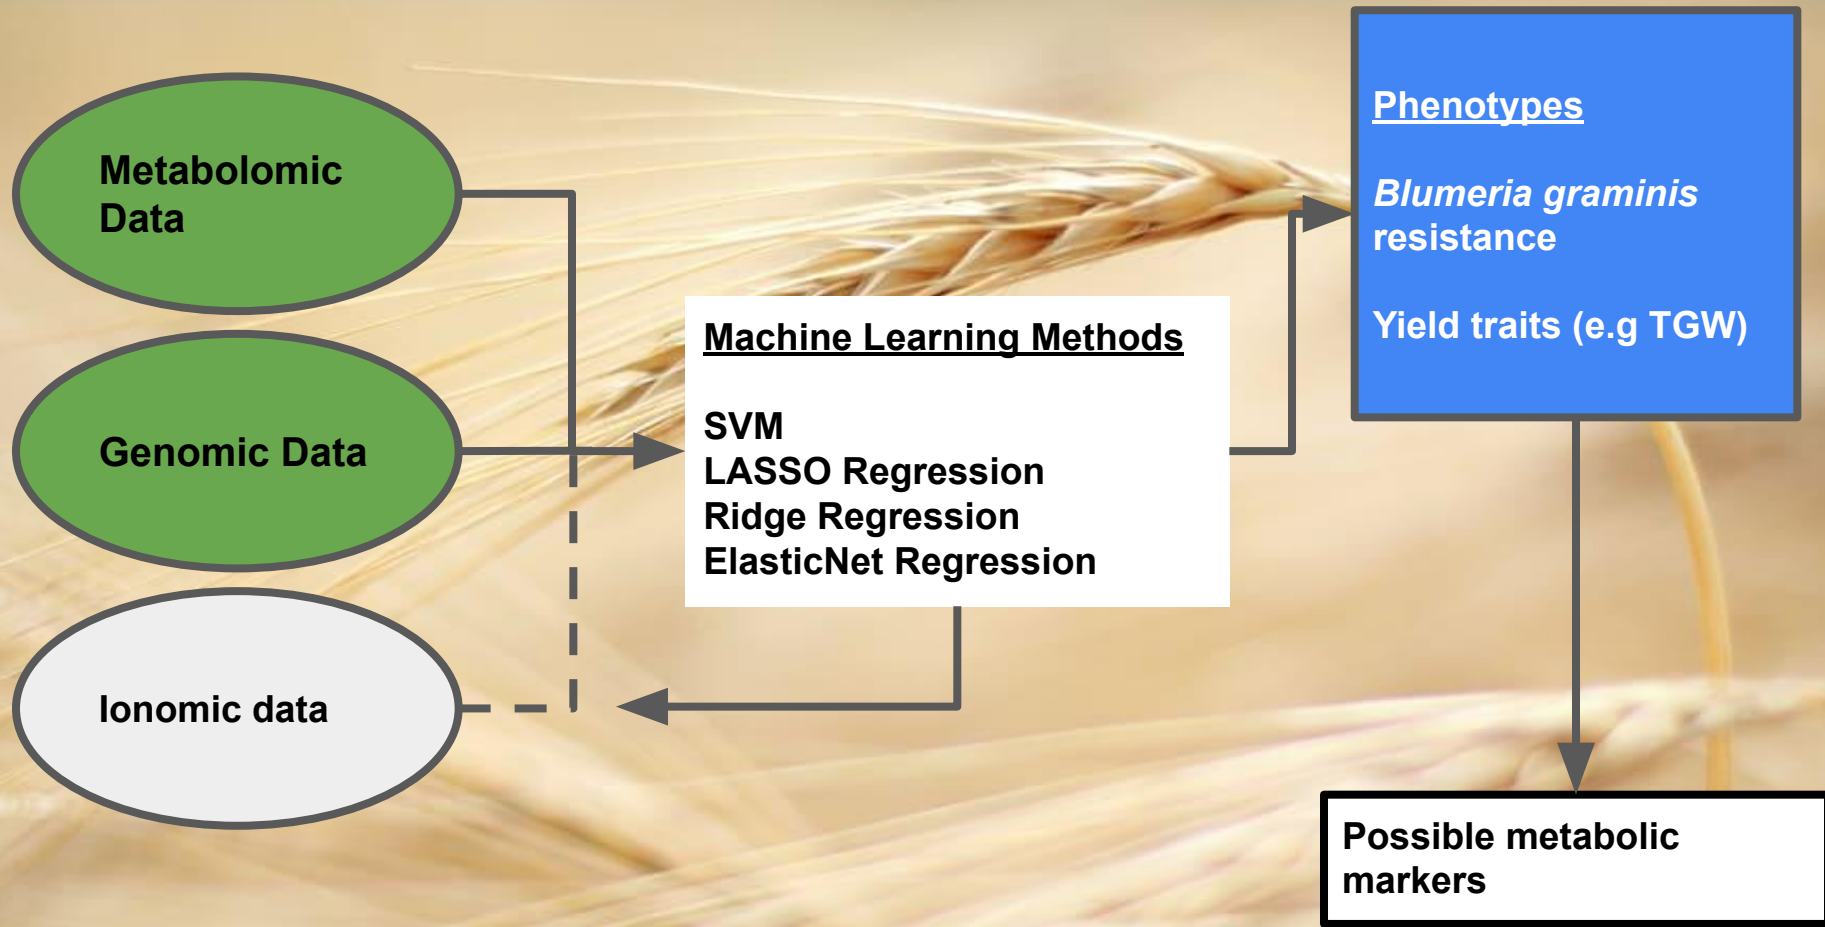 Metabolomic
Data
Genomic Data
Ionomic data
Machine Learning Methods
SVM
LASSO Regression
Ridge Regression
ElasticNet Regression
Phenotypes
Blumeria graminis
resistance
Yield traits (e.g TGW)
Possible metabolic
markers